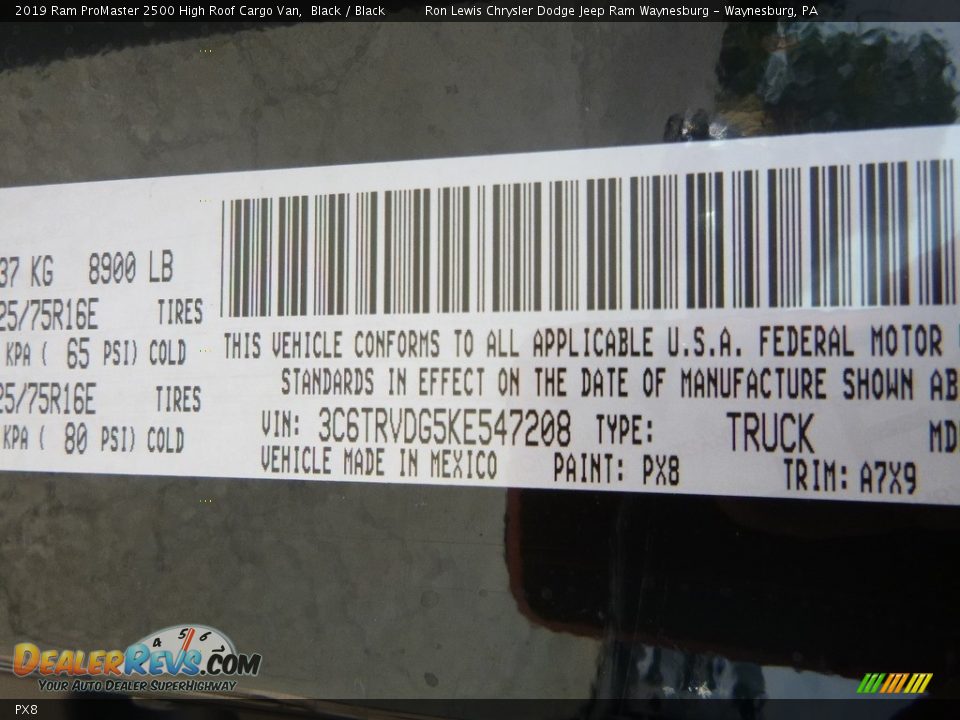 2019 Ram ProMaster 2500 High Roof Cargo Van, Black / Black Ron Lewis Chrysler Dodge Jeep Ram Waynesburg - Waynesburg, PA
37 KG 8900 LB
25/75R16E TIRES
KPA ( 65 PSI) COLD
25/75R16E TIRES
KPA ( 80 PSI) COLD
THIS VEHICLE CONFORMS TO ALL APPLICABLE U.S.A. FEDERAL MOTOR
STANDARDS IN EFFECT ON THE DATE OF MANUFACTURE SHOWN AB
VIN: 3C6TRVDG5KE547208 TYPE: TRUCK MD
VEHICLE MADE IN MEXICO PAINT: PX8 TRIM: A7X9
4 5 6
DEALERREVS.COM
YOUR AUTO DEALER SUPERHIGHWAY
PX8